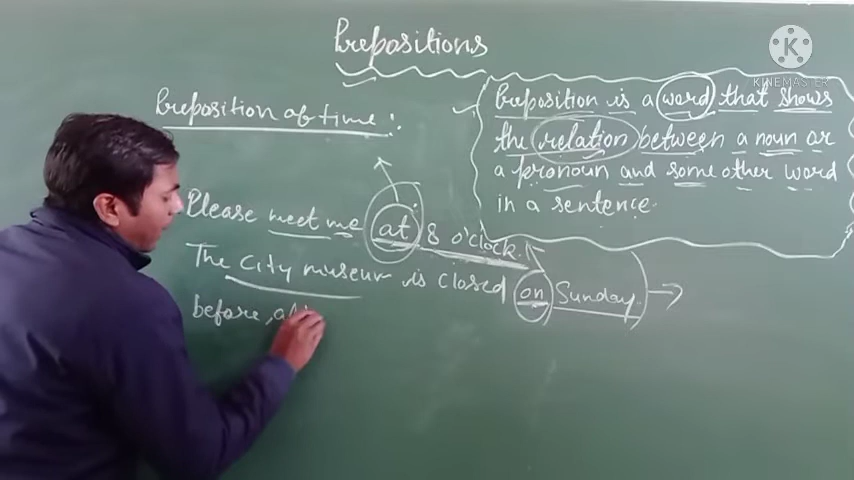 Prepositions
Preposition of time :
Please meet me at 8 o'clock.
The city museum is closed on Sunday.
before,
Preposition is a word that shows
the relation between a noun or
a pronoun and some other word
in a sentence.
K
KINEMASTER